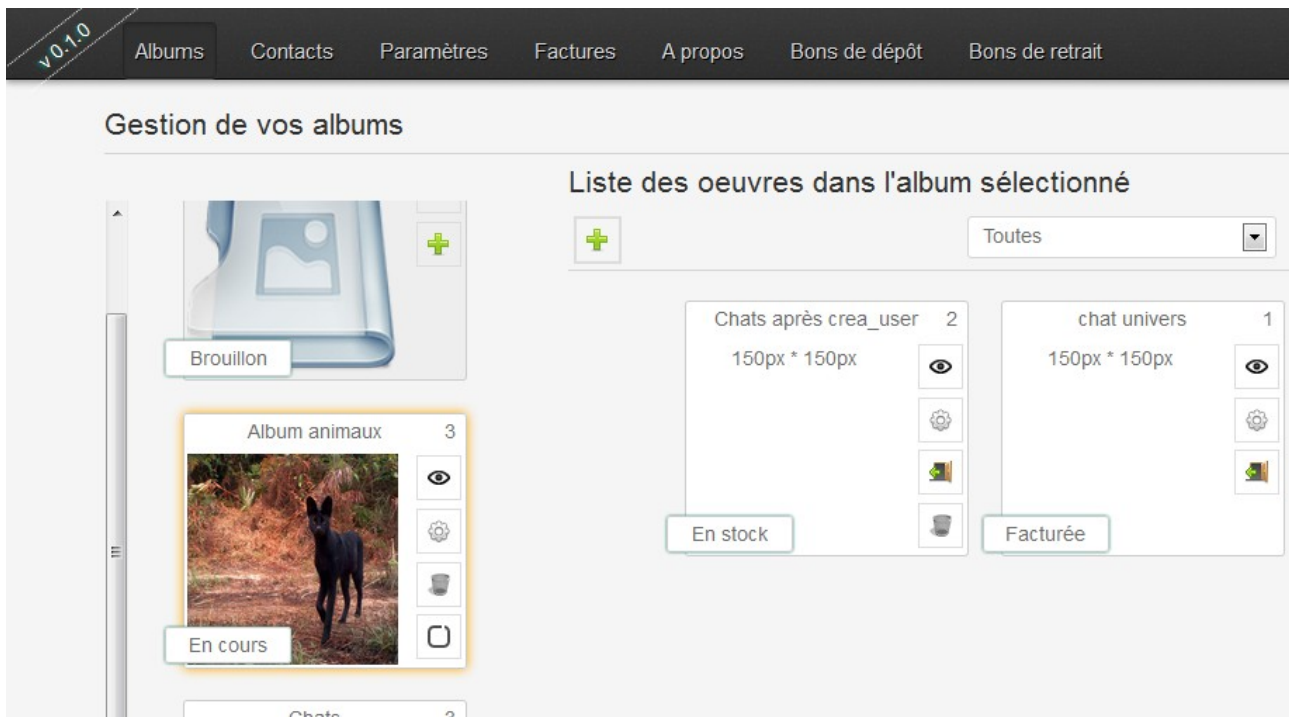 v0.1.0
Albums Contacts Paramètres Factures A propos Bons de dépôt Bons de retrait
Gestion de vos albums
Liste des oeuvres dans l'album sélectionné
Toutes
Brouillon
Album animaux 3
En cours
Chats 3
Chats après crea_user 2
150px * 150px
En stock
chat univers 1
150px * 150px
Facturée